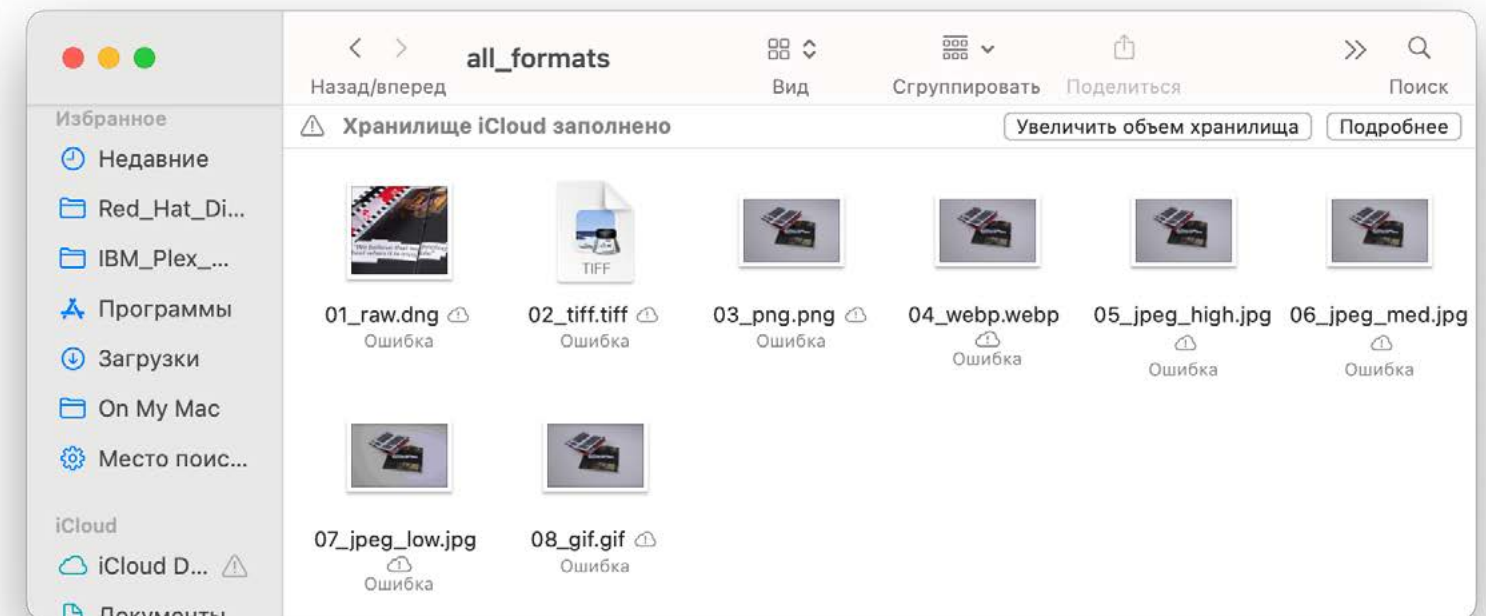 all_formats
Назад/вперед
Вид
Сгруппировать
Поделиться
Поиск
Хранилище iCloud заполнено
Увеличить объем хранилища
Подробнее
Избранное
Недавние
Red_Hat_Di...
IBM_Plex_...
Программы
Загрузки
On My Mac
Место поис...
iCloud
iCloud D...
Документы
TIFF
01_raw.dng
Ошибка
02_tiff.tiff
Ошибка
03_png.png
Ошибка
04_webp.webp
Ошибка
05_jpeg_high.jpg
Ошибка
06_jpeg_med.jpg
Ошибка
07_jpeg_low.jpg
Ошибка
08_gif.gif
Ошибка